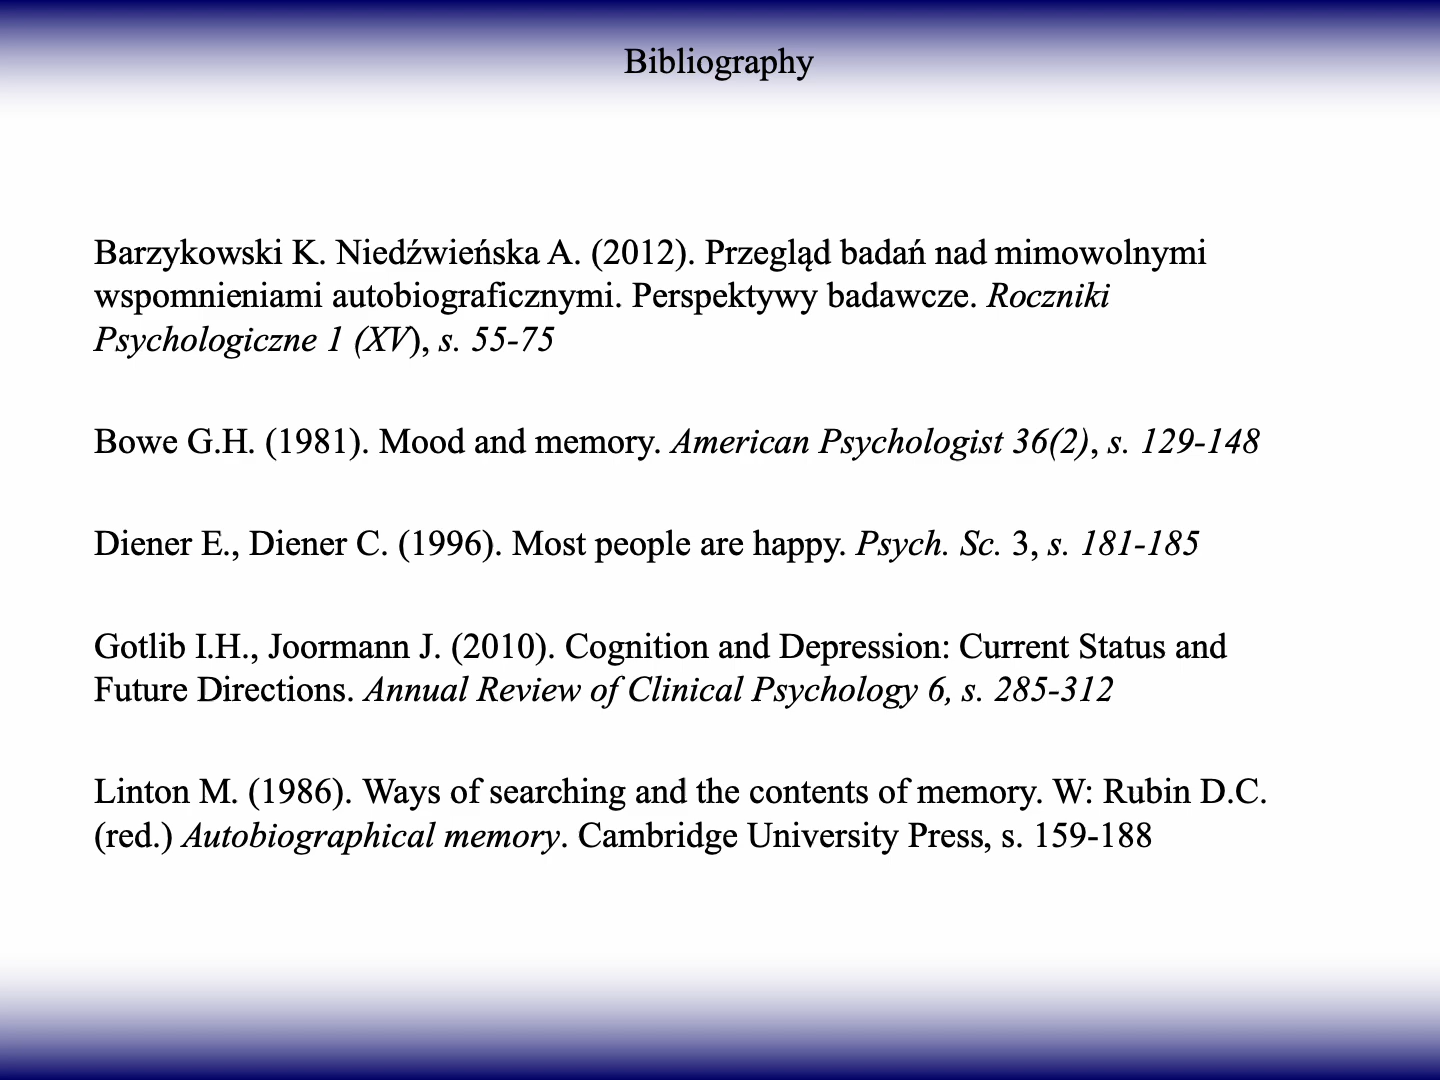 Bibliography
Barzykowski K. Niedźwieńska A. (2012). Przegląd badań nad mimowolnymi
wspomnieniami autobiograficznymi. Perspektywy badawcze. Roczniki
Psychologiczne 1 (XV), s. 55-75
Bowe G.H. (1981). Mood and memory. American Psychologist 36(2), s. 129-148
Diener E., Diener C. (1996). Most people are happy. Psych. Sc. 3, s. 181-185
Gotlib I.H., Joormann J. (2010). Cognition and Depression: Current Status and
Future Directions. Annual Review of Clinical Psychology 6, s. 285-312
Linton M. (1986). Ways of searching and the contents of memory. W: Rubin D.C.
(red.) Autobiographical memory. Cambridge University Press, s. 159-188